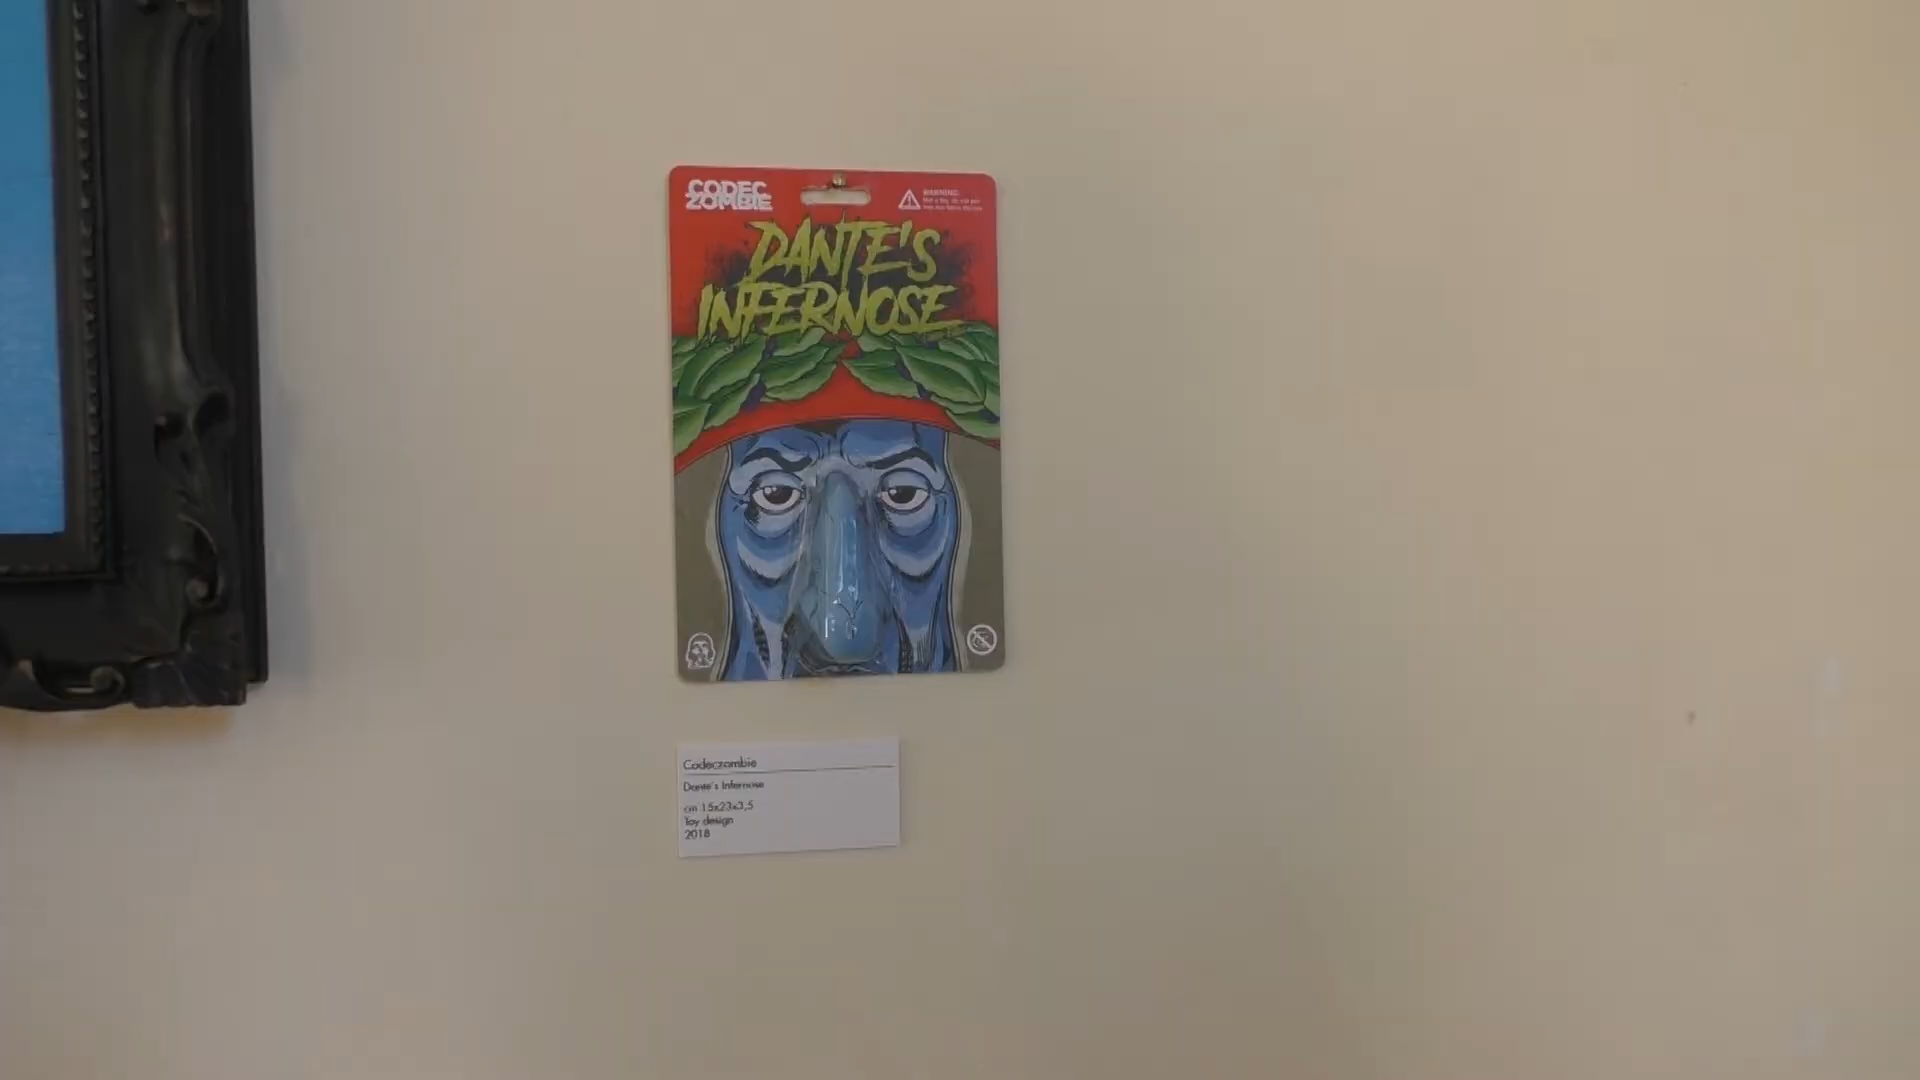 CODEC
ZOMBIE
WARNING:
DANTE'S
INFERNOSE
Codeczombie
Dante's Infernose
cm 15x23x3,5
Toy design
2018